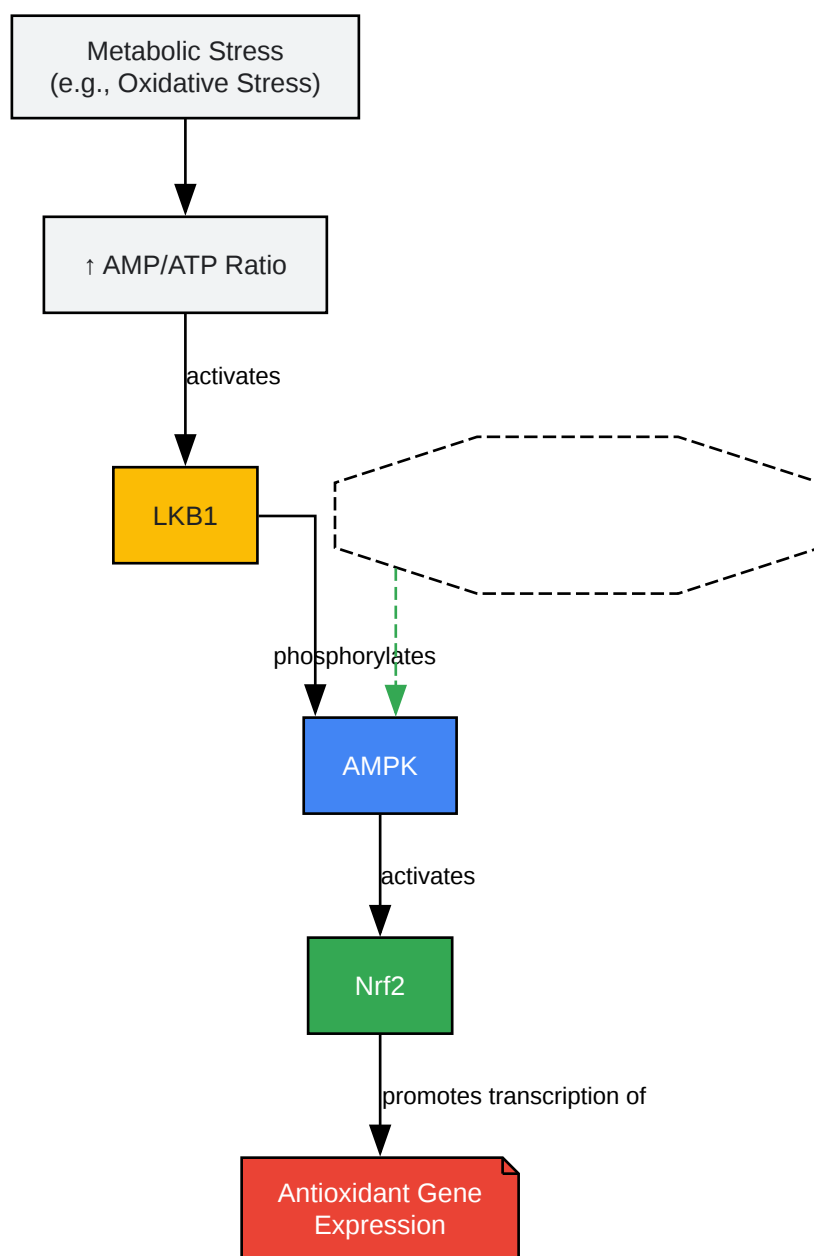 Metabolic Stress
(e.g., Oxidative Stress)
↑ AMP/ATP Ratio
activates
LKB1
phosphorylates
AMPK
activates
Nrf2
promotes transcription of
Antioxidant Gene
Expression